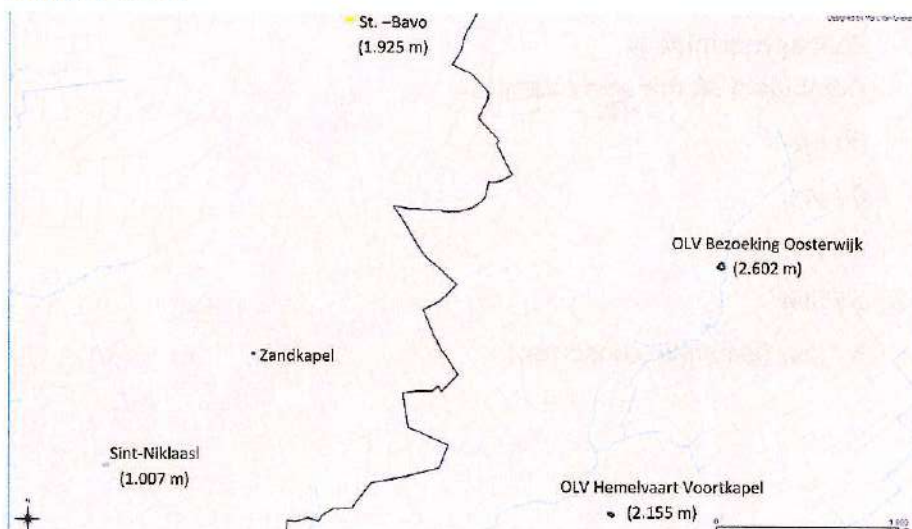 St. –Bavo
(1.925 m)
OLV Bezoeking Oosterwijk
(2.602 m)
Zandkapel
Sint-Niklaasl
(1.007 m)
OLV Hemelvaart Voortkapel
(2.155 m)
N
0